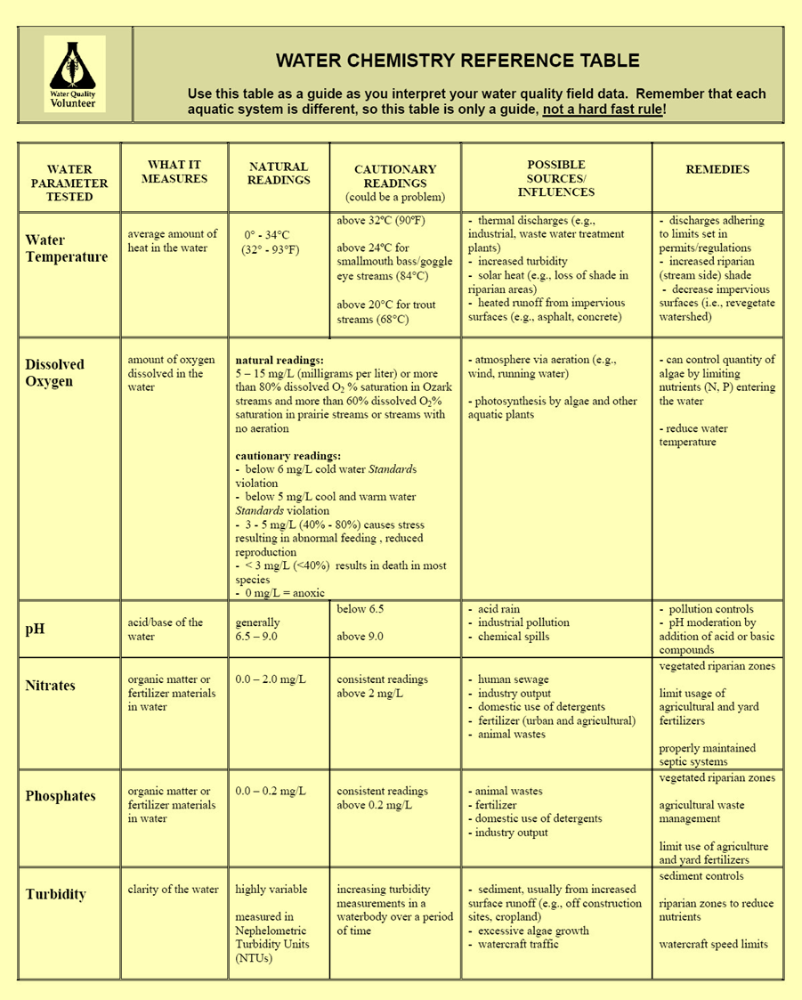 Water Quality
Volunteer
WATER CHEMISTRY REFERENCE TABLE
Use this table as a guide as you interpret your water quality field data. Remember that each
aquatic system is different, so this table is only a guide, not a hard fast rule!
WATER
PARAMETER
TESTED
WHAT IT
MEASURES
NATURAL
READINGS
CAUTIONARY
READINGS
(could be a problem)
POSSIBLE
SOURCES/
INFLUENCES
REMEDIES
Water
Temperature
average amount of
heat in the water
0° - 34°C
(32° - 93°F)
above 32°C (90°F)
above 24°C for
smallmouth bass/goggle
eye streams (84°C)
above 20°C for trout
streams (68°C)
- thermal discharges (e.g.,
industrial, waste water treatment
plants)
- increased turbidity
- solar heat (e.g., loss of shade in
riparian areas)
- heated runoff from impervious
surfaces (e.g., asphalt, concrete)
- discharges adhering
to limits set in
permits/regulations
- increased riparian
(stream side) shade
- decrease impervious
surfaces (i.e., revegetate
watershed)
Dissolved
Oxygen
amount of oxygen
dissolved in the
water
natural readings:
5 – 15 mg/L (milligrams per liter) or more
than 80% dissolved O₂ % saturation in Ozark
streams and more than 60% dissolved O₂%
saturation in prairie streams or streams with
no aeration
cautionary readings:
- below 6 mg/L cold water Standards
violation
- below 5 mg/L cool and warm water
Standards violation
- 3 - 5 mg/L (40% - 80%) causes stress
resulting in abnormal feeding , reduced
reproduction
- < 3 mg/L (<40%) results in death in most
species
- 0 mg/L = anoxic
- atmosphere via aeration (e.g.,
wind, running water)
- photosynthesis by algae and other
aquatic plants
- can control quantity of
algae by limiting
nutrients (N, P) entering
the water
- reduce water
temperature
pH
acid/base of the
water
generally
6.5 – 9.0
below 6.5
above 9.0
- acid rain
- industrial pollution
- chemical spills
- pollution controls
- pH moderation by
addition of acid or basic
compounds
Nitrates
organic matter or
fertilizer materials
in water
0.0 – 2.0 mg/L
consistent readings
above 2 mg/L
- human sewage
- industry output
- domestic use of detergents
- fertilizer (urban and agricultural)
- animal wastes
vegetated riparian zones
limit usage of
agricultural and yard
fertilizers
properly maintained
septic systems
Phosphates
organic matter or
fertilizer materials
in water
0.0 – 0.2 mg/L
consistent readings
above 0.2 mg/L
- animal wastes
- fertilizer
- domestic use of detergents
- industry output
vegetated riparian zones
agricultural waste
management
limit use of agriculture
and yard fertilizers
Turbidity
clarity of the water
highly variable
measured in
Nephelometric
Turbidity Units
(NTUs)
increasing turbidity
measurements in a
waterbody over a period
of time
- sediment, usually from increased
surface runoff (e.g., off construction
sites, cropland)
- excessive algae growth
- watercraft traffic
sediment controls
riparian zones to reduce
nutrients
watercraft speed limits